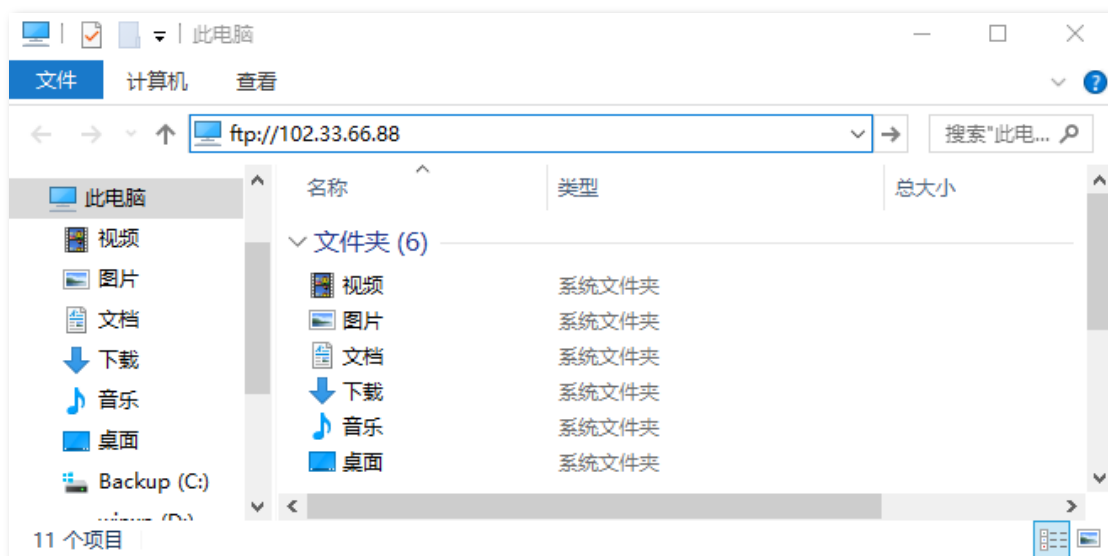 此电脑
文件 计算机 查看
ftp://102.33.66.88 搜索"此电...
此电脑
视频
图片
文档
下载
音乐
桌面
Backup (C:)
名称 类型 总大小
文件夹 (6)
视频 系统文件夹
图片 系统文件夹
文档 系统文件夹
下载 系统文件夹
音乐 系统文件夹
桌面 系统文件夹
11 个项目